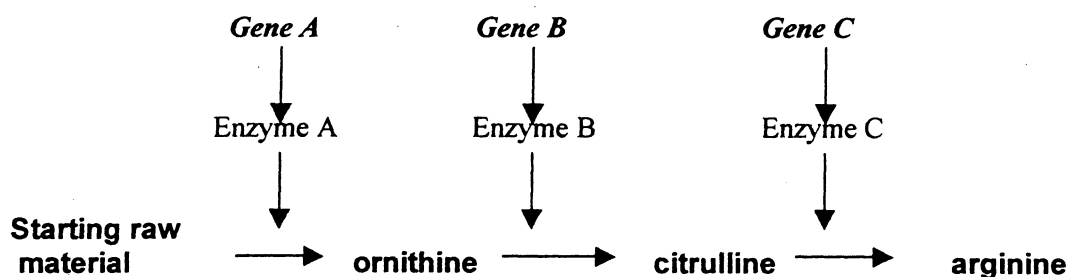 Gene A Gene B Gene C
Enzyme A Enzyme B Enzyme C
Starting raw
material ornithine citrulline arginine